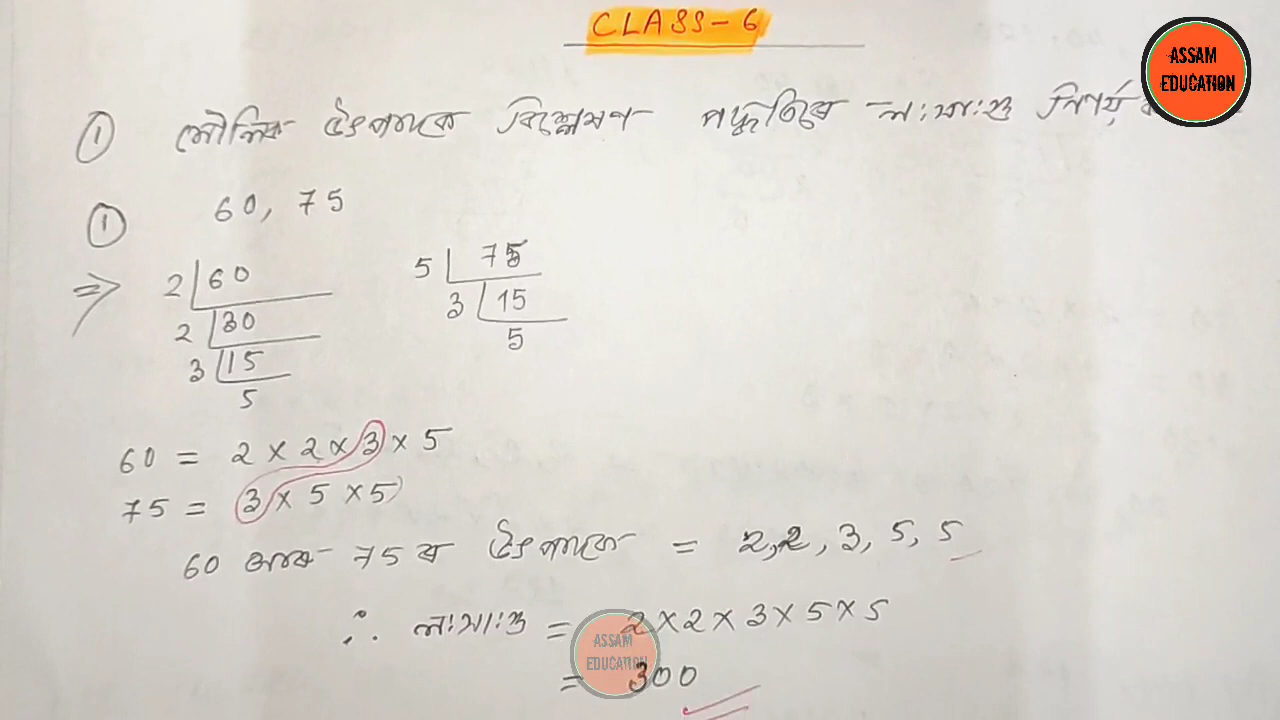 CLASS-6
ASSAM
EDUCATION
① মৌলিক উৎপাদক বিশ্লেষণ পদ্ধতিৰে ল:সা:গু নিৰ্ণয়
① 60, 75
⇒ 2 60 5 75
2 30 3 15
3 15 5
5
60 = 2 × 2 × 3 × 5
75 = 3 × 5 × 5
60 আৰু 75 ৰ উৎপাদক = 2, 2, 3, 5, 5
∴ ল:সা:গু = 2 × 2 × 3 × 5 × 5
= 300
ASSAM
EDUCATION